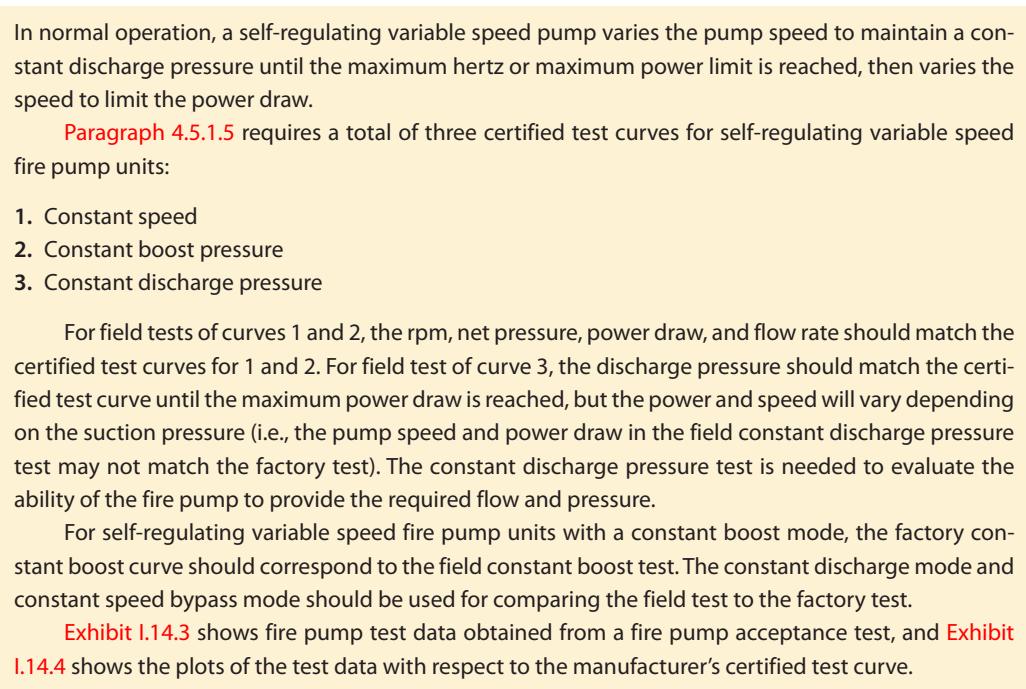 In normal operation, a self-regulating variable speed pump varies the pump speed to maintain a con-
stant discharge pressure until the maximum hertz or maximum power limit is reached, then varies the
speed to limit the power draw.
Paragraph 4.5.1.5 requires a total of three certified test curves for self-regulating variable speed
fire pump units:
1. Constant speed
2. Constant boost pressure
3. Constant discharge pressure
For field tests of curves 1 and 2, the rpm, net pressure, power draw, and flow rate should match the
certified test curves for 1 and 2. For field test of curve 3, the discharge pressure should match the certi-
fied test curve until the maximum power draw is reached, but the power and speed will vary depending
on the suction pressure (i.e., the pump speed and power draw in the field constant discharge pressure
test may not match the factory test). The constant discharge pressure test is needed to evaluate the
ability of the fire pump to provide the required flow and pressure.
For self-regulating variable speed fire pump units with a constant boost mode, the factory con-
stant boost curve should correspond to the field constant boost test. The constant discharge mode and
constant speed bypass mode should be used for comparing the field test to the factory test.
Exhibit I.14.3 shows fire pump test data obtained from a fire pump acceptance test, and Exhibit
I.14.4 shows the plots of the test data with respect to the manufacturer's certified test curve.